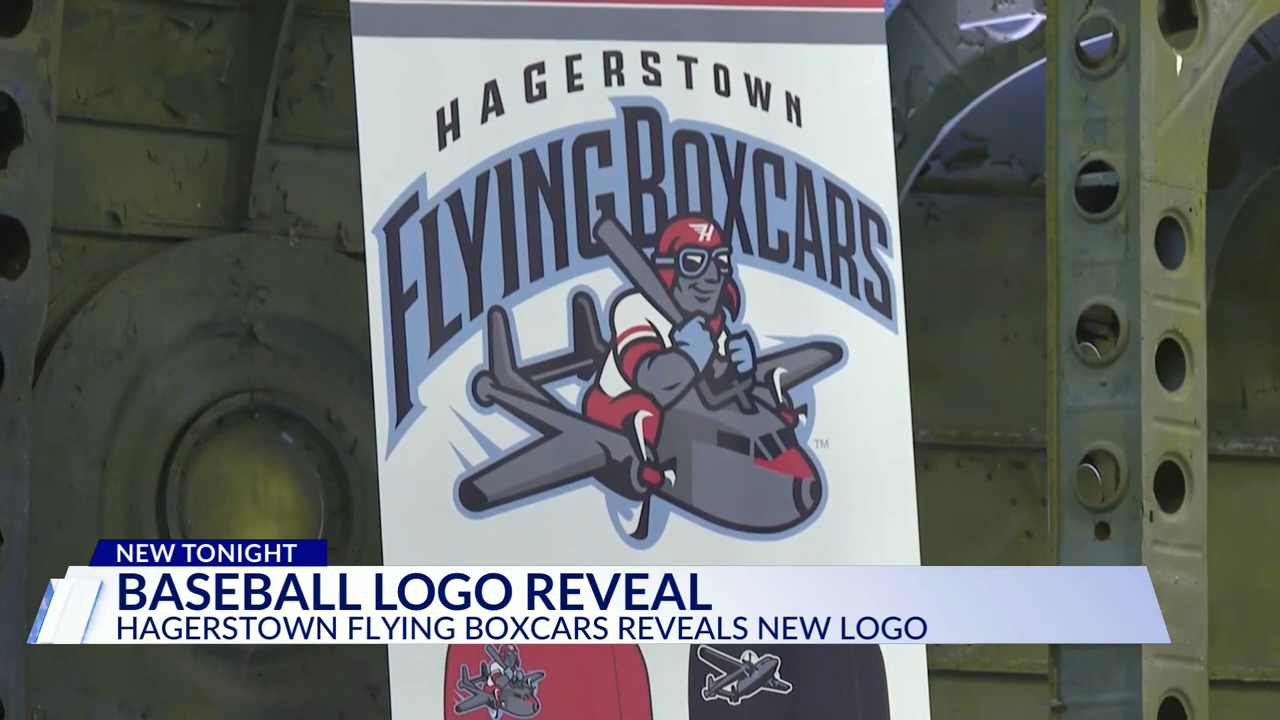 HAGERSTOWN
FLYING BOXCARS
H
TM
NEW TONIGHT
BASEBALL LOGO REVEAL
HAGERSTOWN FLYING BOXCARS REVEALS NEW LOGO